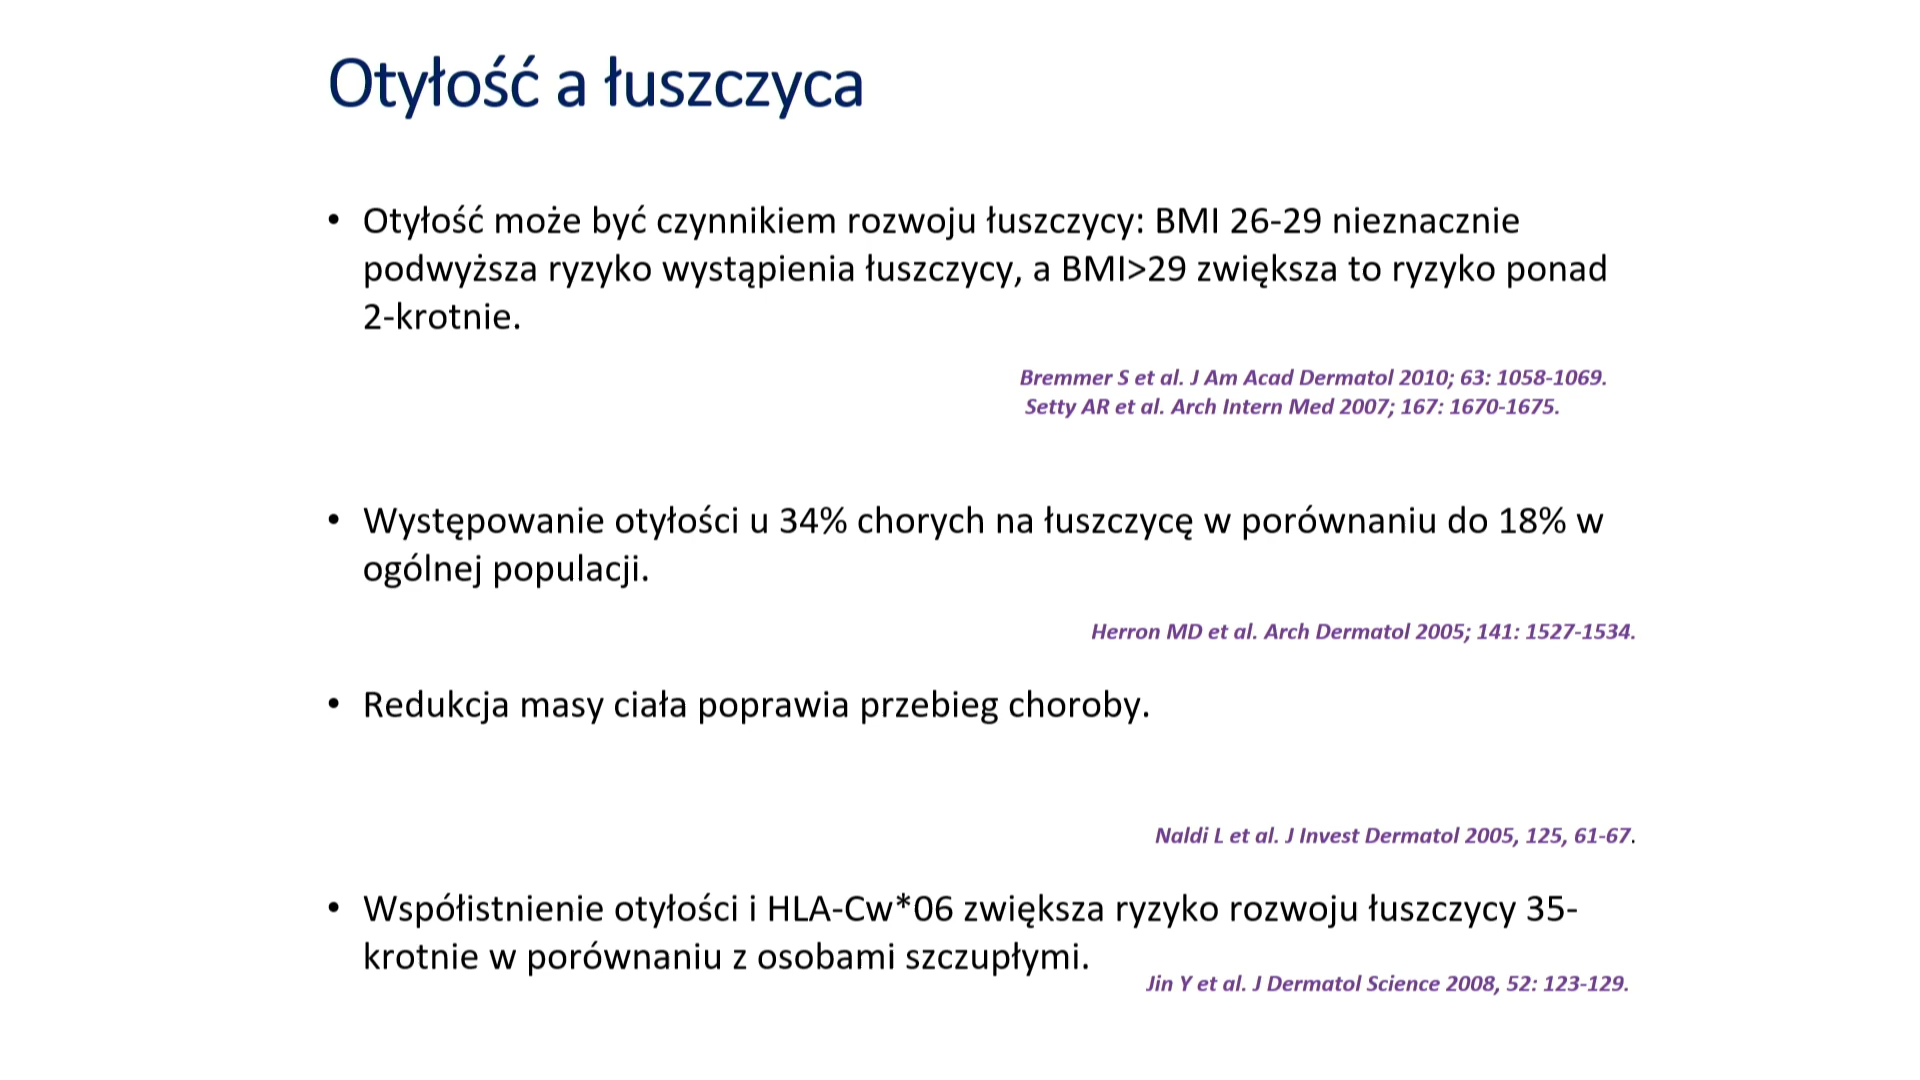 Otyłość a łuszczyca
• Otyłość może być czynnikiem rozwoju łuszczycy: BMI 26-29 nieznacznie
podwyższa ryzyko wystąpienia łuszczycy, a BMI>29 zwiększa to ryzyko ponad
2-krotnie.
Bremmer S et al. J Am Acad Dermatol 2010; 63: 1058-1069.
Setty AR et al. Arch Intern Med 2007; 167: 1670-1675.
• Występowanie otyłości u 34% chorych na łuszczycę w porównaniu do 18% w
ogólnej populacji.
Herron MD et al. Arch Dermatol 2005; 141: 1527-1534.
• Redukcja masy ciała poprawia przebieg choroby.
Naldi L et al. J Invest Dermatol 2005, 125, 61-67.
• Współistnienie otyłości i HLA-Cw*06 zwiększa ryzyko rozwoju łuszczycy 35-
krotnie w porównaniu z osobami szczupłymi.
Jin Y et al. J Dermatol Science 2008, 52: 123-129.